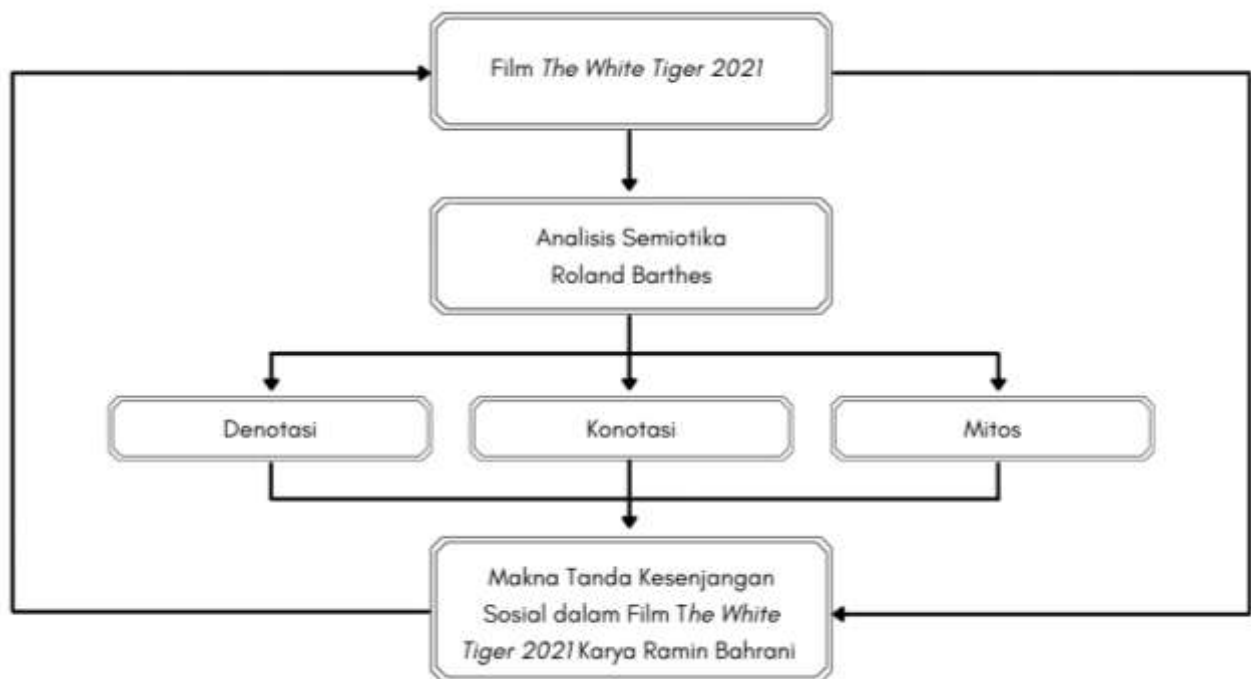 Film The White Tiger 2021
Analisis Semiotika
Roland Barthes
Denotasi
Konotasi
Mitos
Makna Tanda Kesenjangan
Sosial dalam Film The White
Tiger 2021 Karya Ramin Bahrani